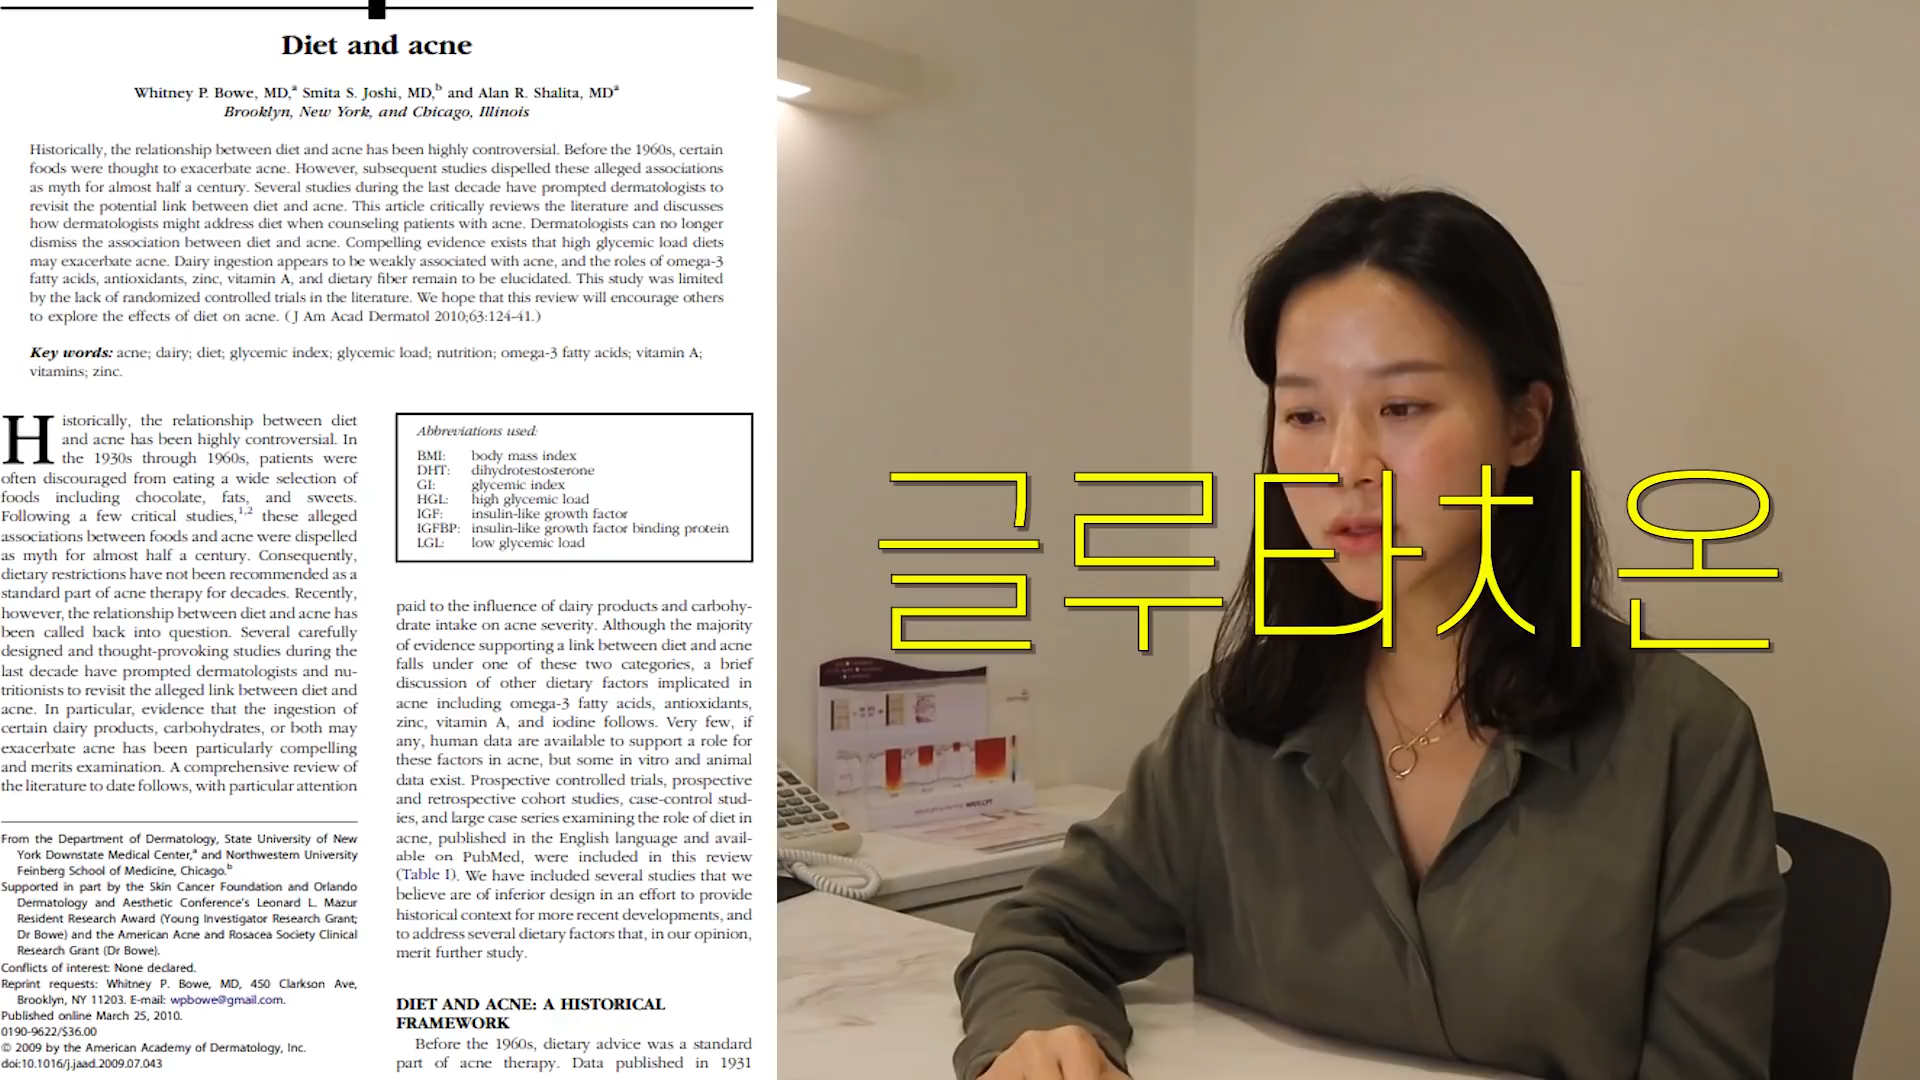 Diet and acne
Whitney P. Bowe, MD,a Smita S. Joshi, MD,b and Alan R. Shalita, MDa
Brooklyn, New York, and Chicago, Illinois
Historically, the relationship between diet and acne has been highly controversial. Before the 1960s, certain
foods were thought to exacerbate acne. However, subsequent studies dispelled these alleged associations
as myth for almost half a century. Several studies during the last decade have prompted dermatologists to
revisit the potential link between diet and acne. This article critically reviews the literature and discusses
how dermatologists might address diet when counseling patients with acne. Dermatologists can no longer
dismiss the association between diet and acne. Compelling evidence exists that high glycemic load diets
may exacerbate acne. Dairy ingestion appears to be weakly associated with acne, and the roles of omega-3
fatty acids, antioxidants, zinc, vitamin A, and dietary fiber remain to be elucidated. This study was limited
by the lack of randomized controlled trials in the literature. We hope that this review will encourage others
to explore the effects of diet on acne. ( J Am Acad Dermatol 2010;63:124-41.)
Key words: acne; dairy; diet; glycemic index; glycemic load; nutrition; omega-3 fatty acids; vitamin A;
vitamins; zinc.
Historically, the relationship between diet
and acne has been highly controversial. In
the 1930s through 1960s, patients were
often discouraged from eating a wide selection of
foods including chocolate, fats, and sweets.
Following a few critical studies,1,2 these alleged
associations between foods and acne were dispelled
as myth for almost half a century. Consequently,
dietary restrictions have not been recommended as a
standard part of acne therapy for decades. Recently,
however, the relationship between diet and acne has
been called back into question. Several carefully
designed and thought-provoking studies during the
last decade have prompted dermatologists and nu-
tritionists to revisit the alleged link between diet and
acne. In particular, evidence that the ingestion of
certain dairy products, carbohydrates, or both may
exacerbate acne has been particularly compelling
and merits examination. A comprehensive review of
the literature to date follows, with particular attention
From the Department of Dermatology, State University of New
York Downstate Medical Center,a and Northwestern University
Feinberg School of Medicine, Chicago.b
Supported in part by the Skin Cancer Foundation and Orlando
Dermatology and Aesthetic Conference's Leonard L. Mazur
Resident Research Award (Young Investigator Research Grant;
Dr Bowe) and the American Acne and Rosacea Society Clinical
Research Grant (Dr Bowe).
Conflicts of interest: None declared.
Reprint requests: Whitney P. Bowe, MD, 450 Clarkson Ave,
Brooklyn, NY 11203. E-mail: wpbowe@gmail.com.
Published online March 25, 2010.
0190-9622/$36.00
© 2009 by the American Academy of Dermatology, Inc.
doi:10.1016/j.jaad.2009.07.043
Abbreviations used:
BMI: body mass index
DHT: dihydrotestosterone
GI: glycemic index
HGL: high glycemic load
IGF: insulin-like growth factor
IGFBP: insulin-like growth factor binding protein
LGL: low glycemic load
paid to the influence of dairy products and carbohy-
drate intake on acne severity. Although the majority
of evidence supporting a link between diet and acne
falls under one of these two categories, a brief
discussion of other dietary factors implicated in
acne including omega-3 fatty acids, antioxidants,
zinc, vitamin A, and iodine follows. Very few, if
any, human data are available to support a role for
these factors in acne, but some in vitro and animal
data exist. Prospective controlled trials, prospective
and retrospective cohort studies, case-control stud-
ies, and large case series examining the role of diet in
acne, published in the English language and avail-
able on PubMed, were included in this review
(Table I). We have included several studies that we
believe are of inferior design in an effort to provide
historical context for more recent developments, and
to address several dietary factors that, in our opinion,
merit further study.
DIET AND ACNE: A HISTORICAL
FRAMEWORK
Before the 1960s, dietary advice was a standard
part of acne therapy. Data published in 1931
글루타치온